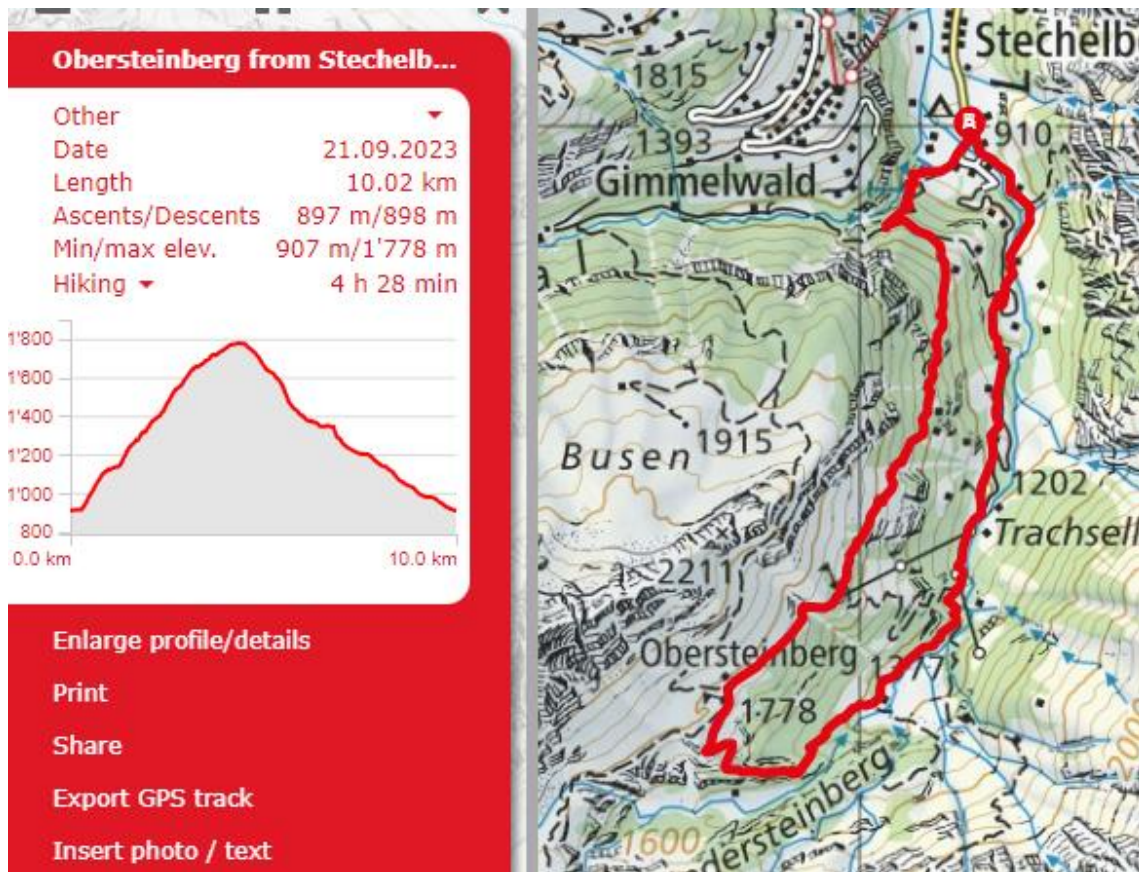 Obersteinberg from Stechelb...
Other
Date 21.09.2023
Length 10.02 km
Ascents/Descents 897 m/898 m
Min/max elev. 907 m/1'778 m
Hiking 4 h 28 min
1'800
1'600
1'400
1'200
1'000
800
0.0 km 10.0 km
Enlarge profile/details
Print
Share
Export GPS track
Insert photo / text
Stechelb
1815
910
1393
Gimmelwald
Busen
1915
1202
Trachsell
2211
Obersteinberg
1778
dersteinberg
1600